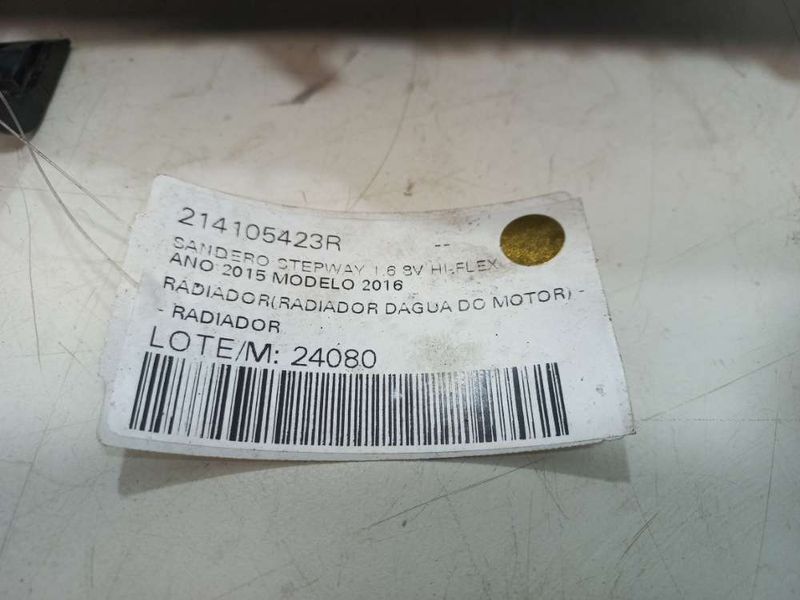 214105423R --
SANDERO STEPWAY 1.6 8V HI-FLEX
ANO 2015 MODELO 2016
RADIADOR(RADIADOR DAGUA DO MOTOR) -
- RADIADOR
LOTE/M: 24080